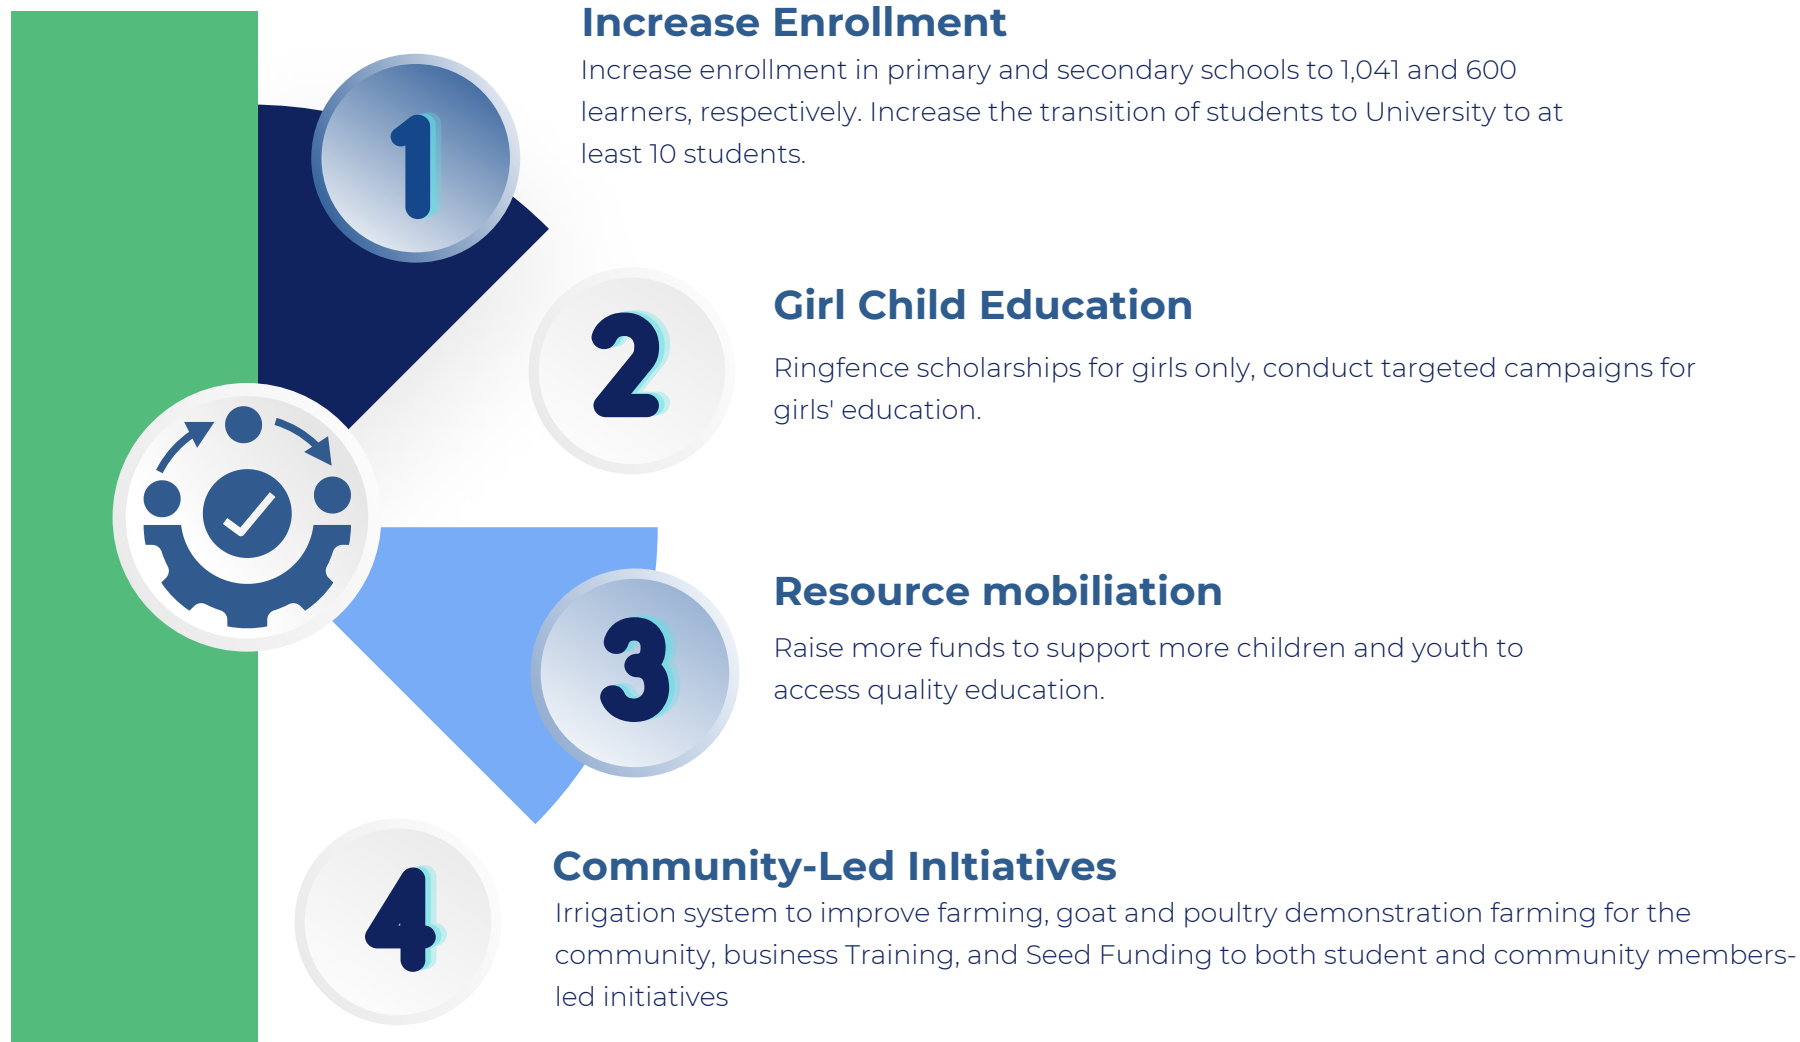 Increase Enrollment
1
Increase enrollment in primary and secondary schools to 1,041 and 600
learners, respectively. Increase the transition of students to University to at
least 10 students.
2
Girl Child Education
Ringfence scholarships for girls only, conduct targeted campaigns for
girls' education.
3
Resource mobiliation
Raise more funds to support more children and youth to
access quality education.
4
Community-Led InItiatives
Irrigation system to improve farming, goat and poultry demonstration farming for the
community, business Training, and Seed Funding to both student and community members-
led initiatives